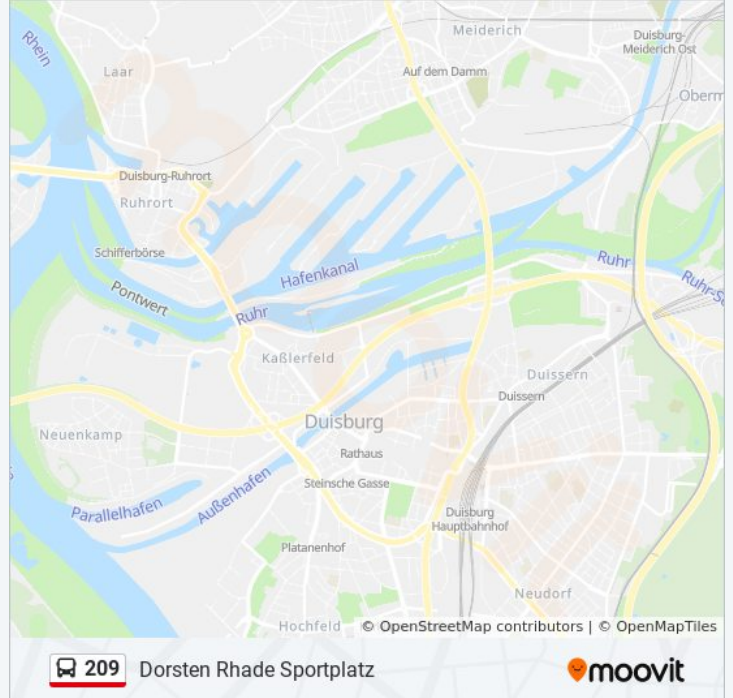 Meiderich
Duisburg-
Meiderich Ost
Rhein
Laar
Auf dem Damm
Duisburg-Ruhrort
Ruhrort
Schifferbörse
Hafenkanal
Ruhr
Pontwert
Ruhr
Kaßlerfeld
Duissern
Duissern
Duisburg
Neuenkamp
Rathaus
Steinsche Gasse
Außenhafen
Parallelhafen
Duisburg
Hauptbahnhof
Platanenhof
Neudorf
Hochfeld
© OpenStreetMap contributors | © OpenMapTiles
209 Dorsten Rhade Sportplatz
moovit